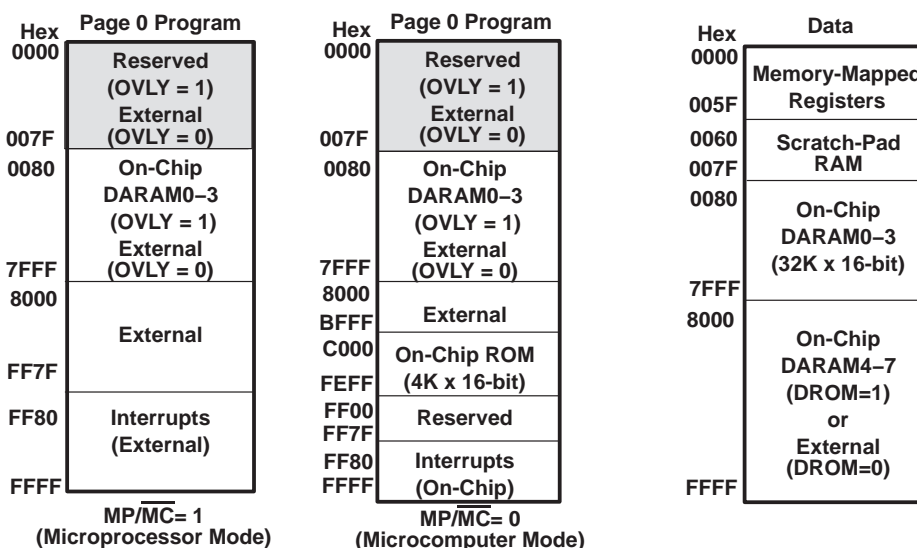 Hex
Page 0 Program
0000
Reserved
(OVLY = 1)
External
(OVLY = 0)
007F
0080
On-Chip
DARAM0–3
(OVLY = 1)
External
(OVLY = 0)
7FFF
8000
External
FF7F
FF80
Interrupts
(External)
FFFF
MP/MC= 1
(Microprocessor Mode)
Hex
Page 0 Program
0000
Reserved
(OVLY = 1)
External
(OVLY = 0)
007F
0080
On-Chip
DARAM0–3
(OVLY = 1)
External
(OVLY = 0)
7FFF
8000
External
BFFF
C000
On-Chip ROM
(4K x 16-bit)
FEFF
FF00
Reserved
FF7F
FF80
Interrupts
(On-Chip)
FFFF
MP/MC= 0
(Microcomputer Mode)
Hex
Data
0000
Memory-Mapped
Registers
005F
0060
Scratch-Pad
RAM
007F
0080
On-Chip
DARAM0–3
(32K x 16-bit)
7FFF
8000
On-Chip
DARAM4–7
(DROM=1)
or
External
(DROM=0)
FFFF